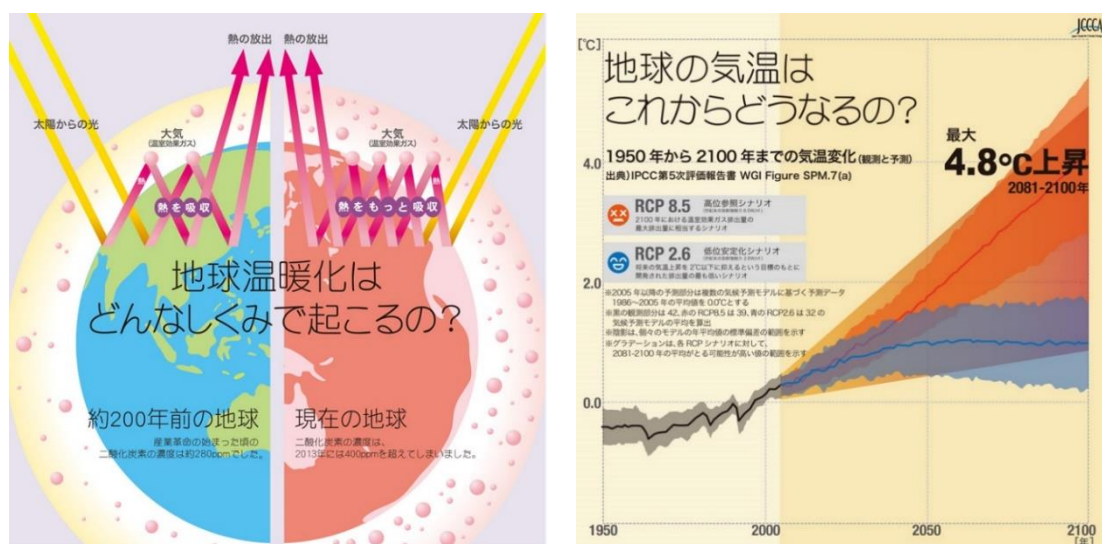 熱の放出 熱の放出
太陽からの光
大気
(温室効果ガス)
大気
(温室効果ガス)
太陽からの光
熱
熱を吸収
熱をもっと吸収
熱
地球温暖化は
どんなしくみで起こるの?
約200年前の地球
産業革命の始まった頃の
二酸化炭素の濃度は約280ppmでした。
現在の地球
二酸化炭素の濃度は、
2013年には400ppmを超えてしまいました。
JCCCA
[℃]
地球の気温は
これからどうなるの?
1950年から2100年までの気温変化(観測と予測)
出典)IPCC第5次評価報告書 WGI Figure SPM.7(a)
最大
4.8℃上昇
2081-2100年
RCP 8.5 高位参照シナリオ
2100年における温室効果ガス排出量の
最大排出量に相当するシナリオ
RCP 2.6 低位安定化シナリオ
将来の気温上昇を2℃以下に抑えるという目標のもとに
開発された排出量の最も低いシナリオ
※2005年以降の予測部分は複数の気候予測モデルに基づく予測データ
1986〜2005年の平均値を0.0℃とする
※黒の観測部分は42、赤のRCP8.5は39、青のRCP2.6は32の
気候予測モデルの平均を算出
※陰影は、個々のモデルの年平均値の標準偏差の範囲を示す
※グラデーションは、各RCPシナリオに対して、
2081-2100年の平均がとる可能性が高い値の範囲を示す
4.0
2.0
0.0
1950 2000 2050 2100
[年]